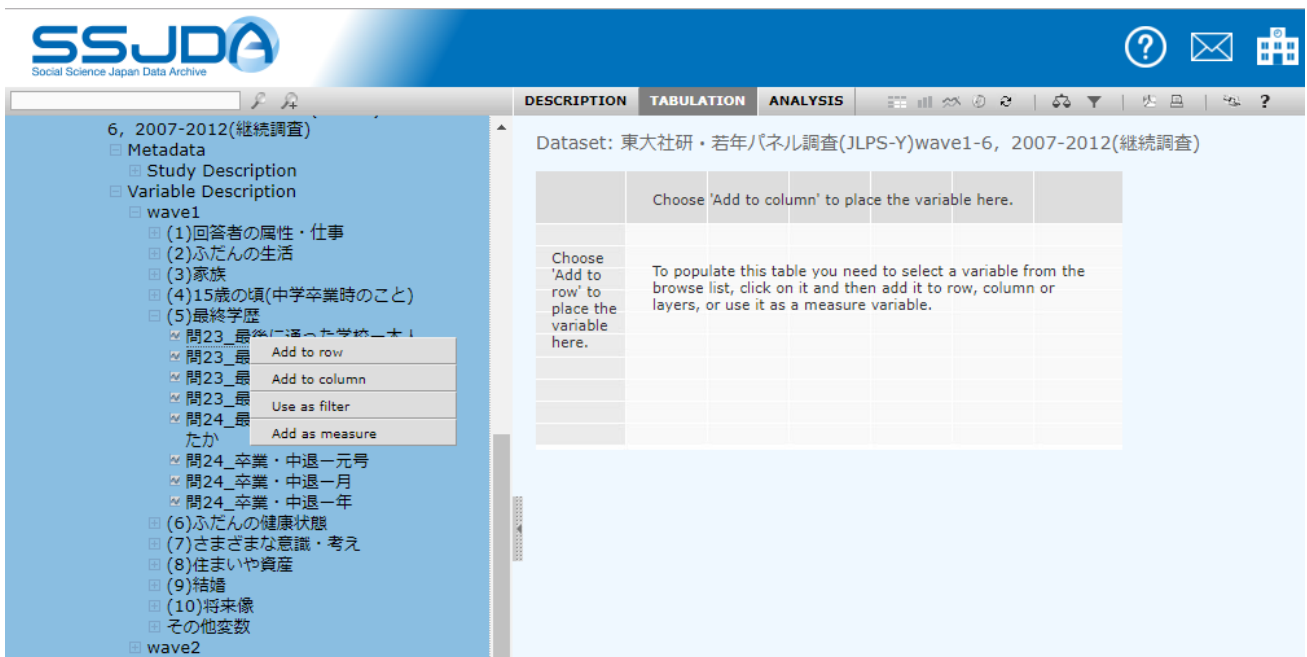 SSJDA
Social Science Japan Data Archive
DESCRIPTION TABULATION ANALYSIS
?
6, 2007-2012(継続調査)
Metadata
Study Description
Variable Description
wave1
(1)回答者の属性・仕事
(2)ふだんの生活
(3)家族
(4)15歳の頃(中学卒業時のこと)
(5)最終学歴
問23_最後に通った学校ー本人
問23_最
問23_最
問23_最
問24_最
たか
問24_卒業・中退ー元号
問24_卒業・中退ー月
問24_卒業・中退ー年
(6)ふだんの健康状態
(7)さまざまな意識・考え
(8)住まいや資産
(9)結婚
(10)将来像
その他変数
wave2
Add to row
Add to column
Use as filter
Add as measure
Dataset: 東大社研・若年パネル調査(JLPS-Y)wave1-6, 2007-2012(継続調査)
Choose 'Add to column' to place the variable here.
Choose
'Add to
row' to
place the
variable
here.
To populate this table you need to select a variable from the
browse list, click on it and then add it to row, column or
layers, or use it as a measure variable.